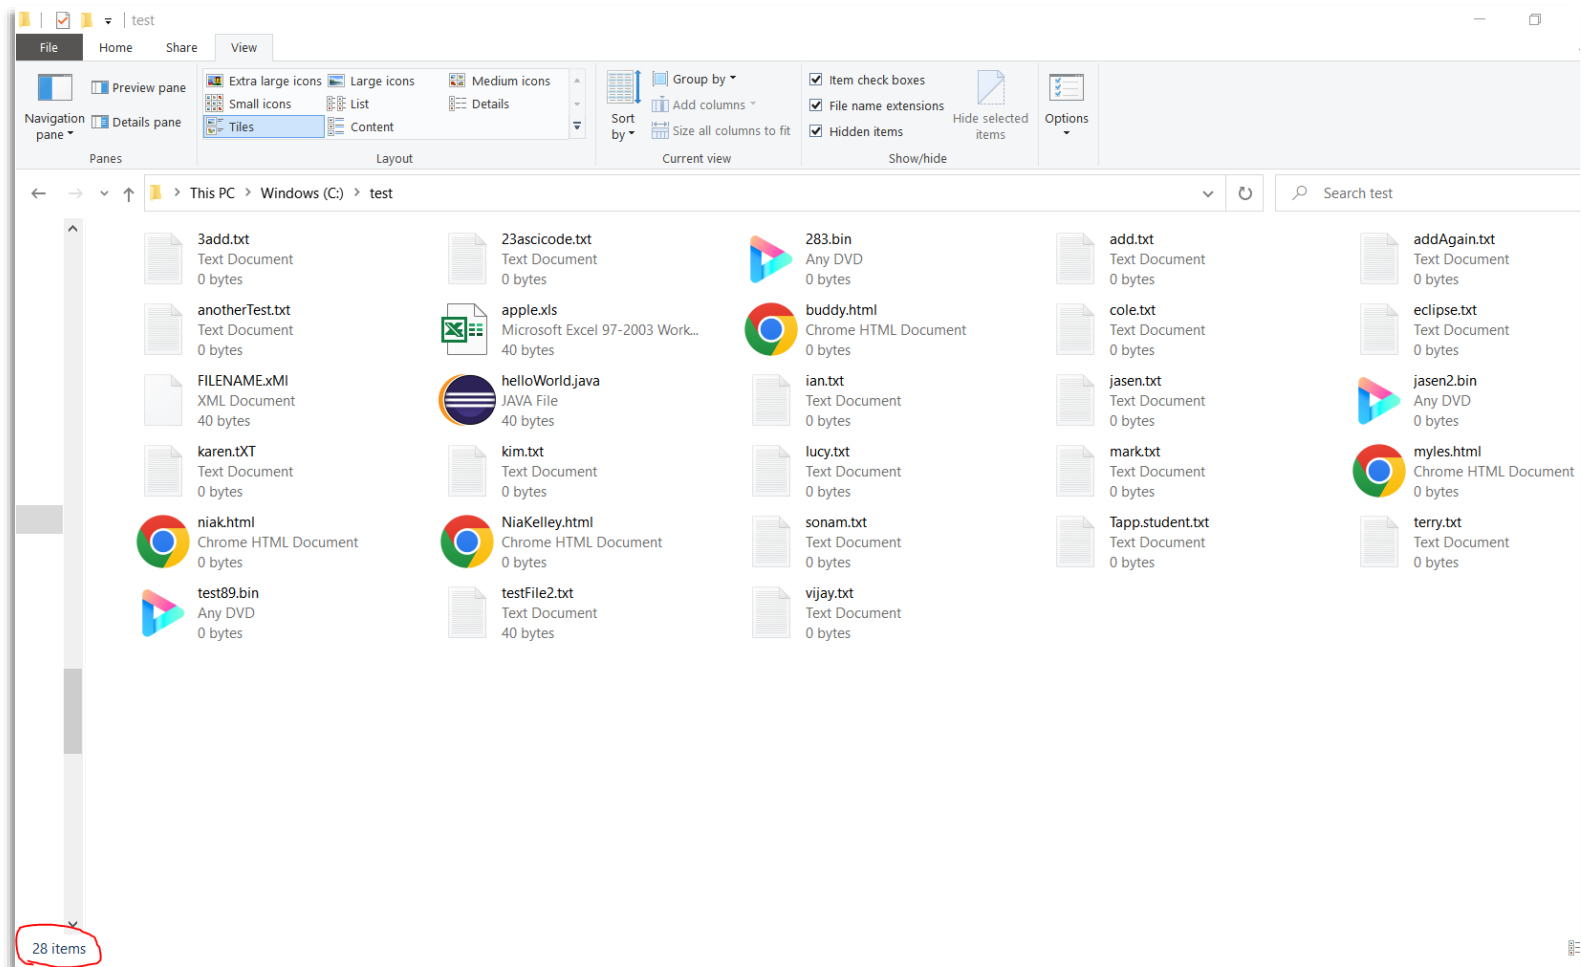 test
File Home Share View
Navigation pane
Preview pane
Details pane
Panes
Extra large icons Large icons Medium icons
Small icons List Details
Tiles Content
Layout
Sort by
Group by
Add columns
Size all columns to fit
Current view
Item check boxes
File name extensions
Hidden items
Hide selected items
Show/hide
Options
This PC > Windows (C:) > test
Search test
3add.txt
Text Document
0 bytes
23ascicode.txt
Text Document
0 bytes
283.bin
Any DVD
0 bytes
add.txt
Text Document
0 bytes
addAgain.txt
Text Document
0 bytes
anotherTest.txt
Text Document
0 bytes
apple.xls
Microsoft Excel 97-2003 Work...
40 bytes
buddy.html
Chrome HTML Document
0 bytes
cole.txt
Text Document
0 bytes
eclipse.txt
Text Document
0 bytes
FILENAME.xMl
XML Document
40 bytes
helloWorld.java
JAVA File
40 bytes
ian.txt
Text Document
0 bytes
jasen.txt
Text Document
0 bytes
jasen2.bin
Any DVD
0 bytes
karen.tXT
Text Document
0 bytes
kim.txt
Text Document
0 bytes
lucy.txt
Text Document
0 bytes
mark.txt
Text Document
0 bytes
myles.html
Chrome HTML Document
0 bytes
niak.html
Chrome HTML Document
0 bytes
NiaKelley.html
Chrome HTML Document
0 bytes
sonam.txt
Text Document
0 bytes
Tapp.student.txt
Text Document
0 bytes
terry.txt
Text Document
0 bytes
test89.bin
Any DVD
0 bytes
testFile2.txt
Text Document
40 bytes
vijay.txt
Text Document
0 bytes
28 items